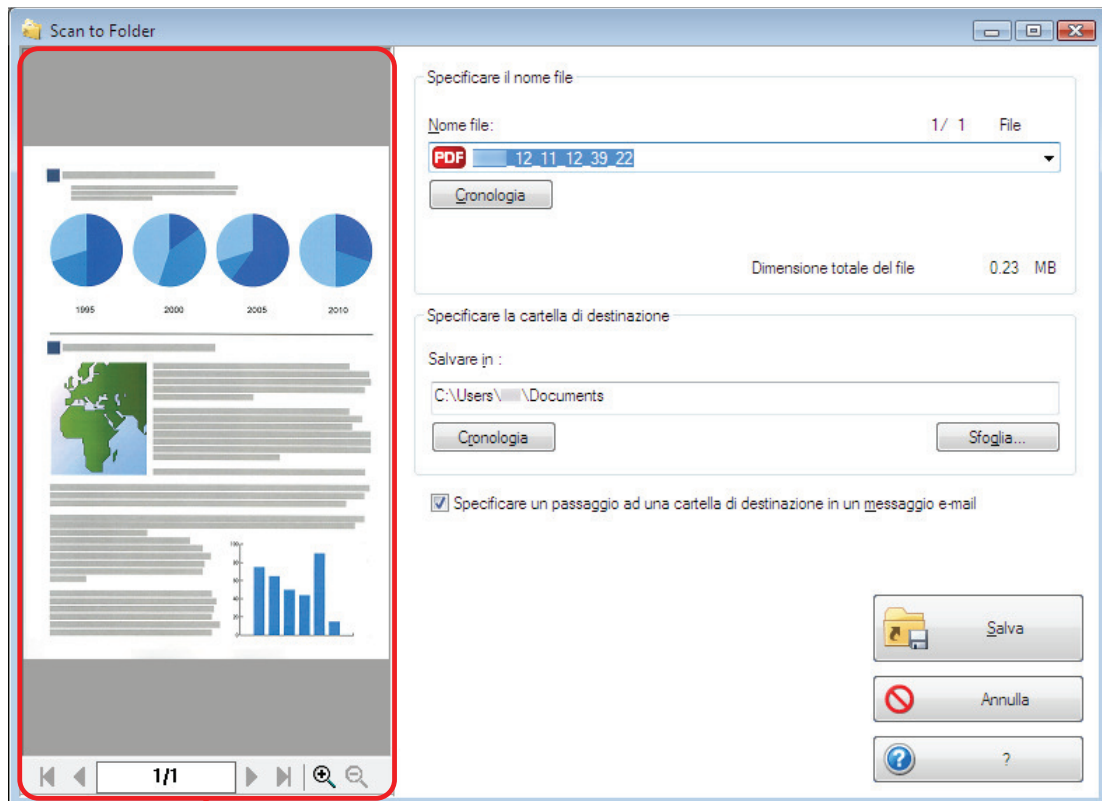 Scan to Folder
Specificare il nome file
Nome file:
1/ 1 File
PDF _12_11_12_39_22
Cronologia
Dimensione totale del file 0.23 MB
Specificare la cartella di destinazione
Salvare in :
C:\Users\ \Documents
Cronologia
Sfoglia...
Specificare un passaggio ad una cartella di destinazione in un messaggio e-mail
Salva
Annulla
?
1995 2000 2005 2010
1/1